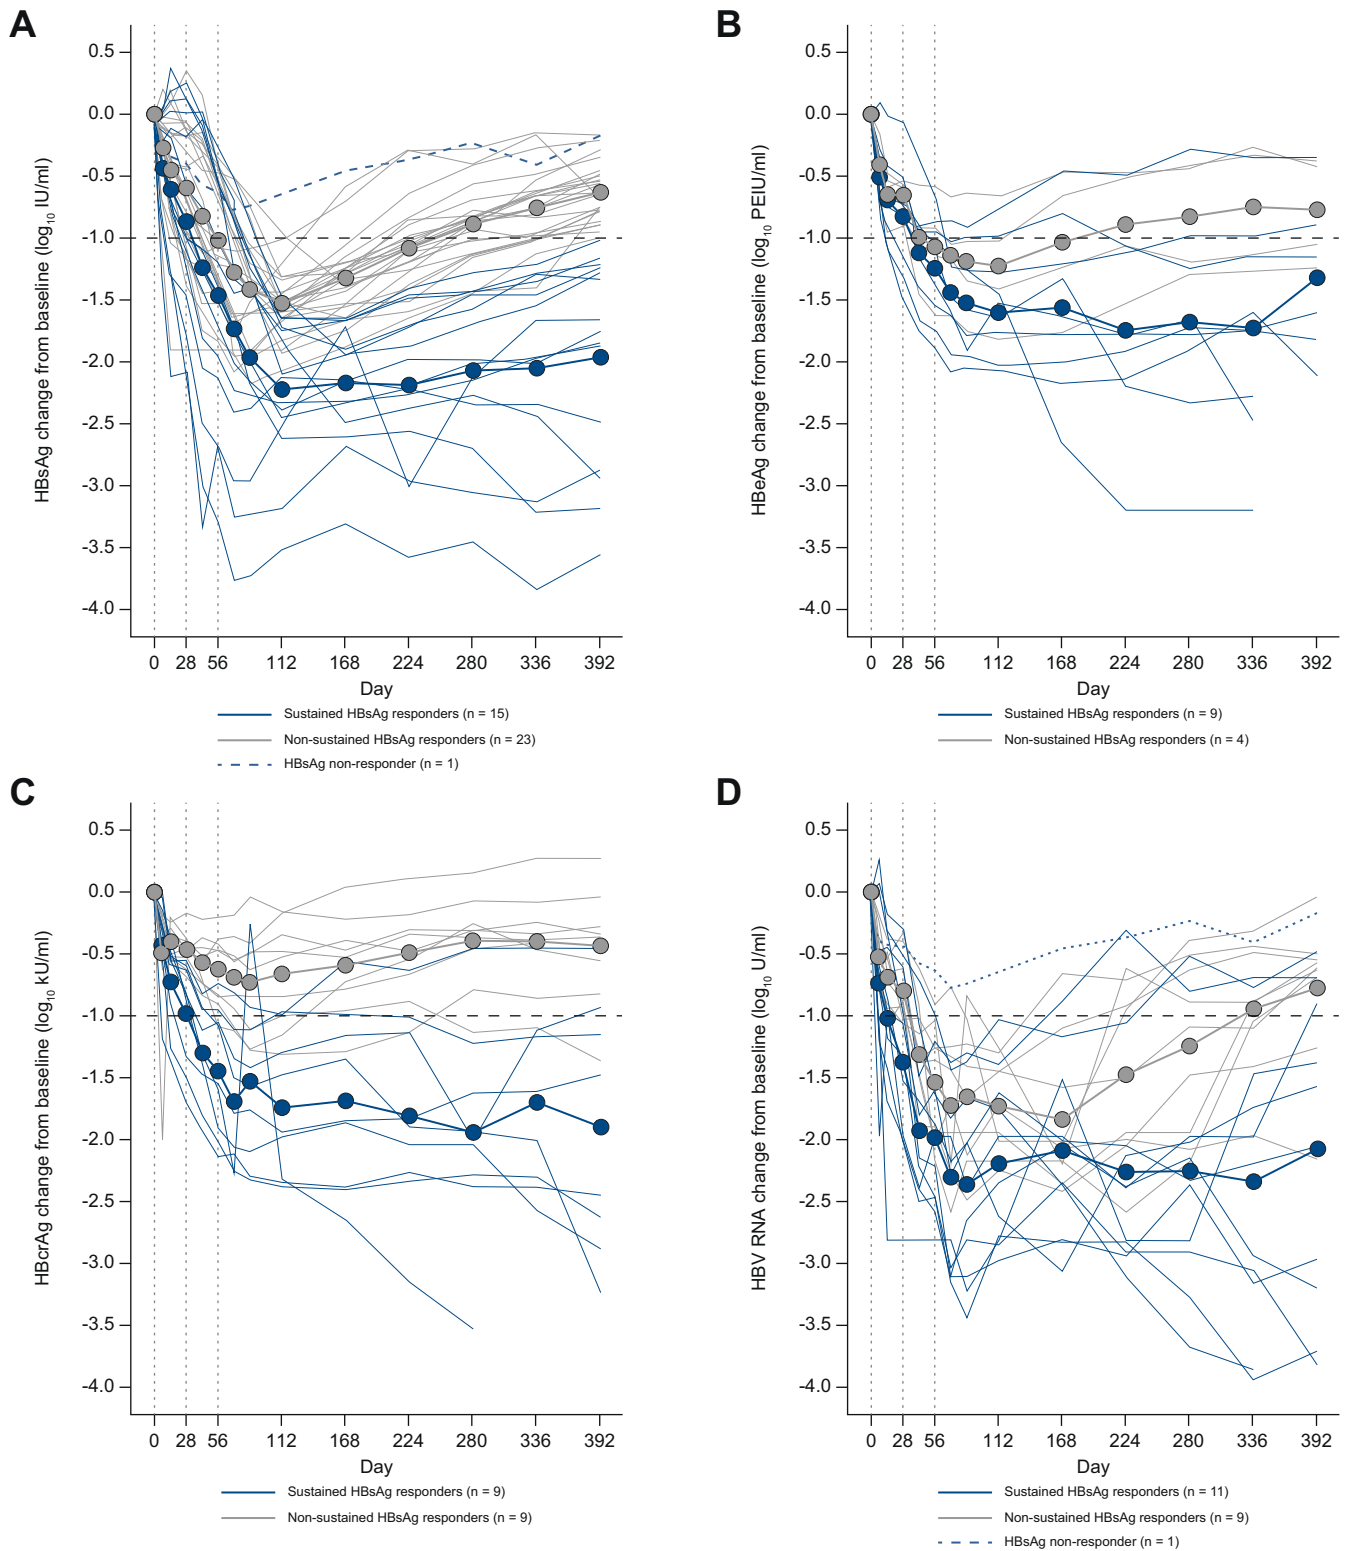 A
HBsAg change from baseline (log10 IU/ml)
0.5
0.0
-0.5
-1.0
-1.5
-2.0
-2.5
-3.0
-3.5
-4.0
0 28 56 112 168 224 280 336 392
Day
Sustained HBsAg responders (n = 15)
Non-sustained HBsAg responders (n = 23)
HBsAg non-responder (n = 1)
B
HBeAg change from baseline (log10 PEIU/ml)
0.5
0.0
-0.5
-1.0
-1.5
-2.0
-2.5
-3.0
-3.5
-4.0
0 28 56 112 168 224 280 336 392
Day
Sustained HBsAg responders (n = 9)
Non-sustained HBsAg responders (n = 4)
C
HBcrAg change from baseline (log10 kU/ml)
0.5
0.0
-0.5
-1.0
-1.5
-2.0
-2.5
-3.0
-3.5
-4.0
0 28 56 112 168 224 280 336 392
Day
Sustained HBsAg responders (n = 9)
Non-sustained HBsAg responders (n = 9)
D
HBV RNA change from baseline (log10 U/ml)
0.5
0.0
-0.5
-1.0
-1.5
-2.0
-2.5
-3.0
-3.5
-4.0
0 28 56 112 168 224 280 336 392
Day
Sustained HBsAg responders (n = 11)
Non-sustained HBsAg responders (n = 9)
HBsAg non-responder (n = 1)